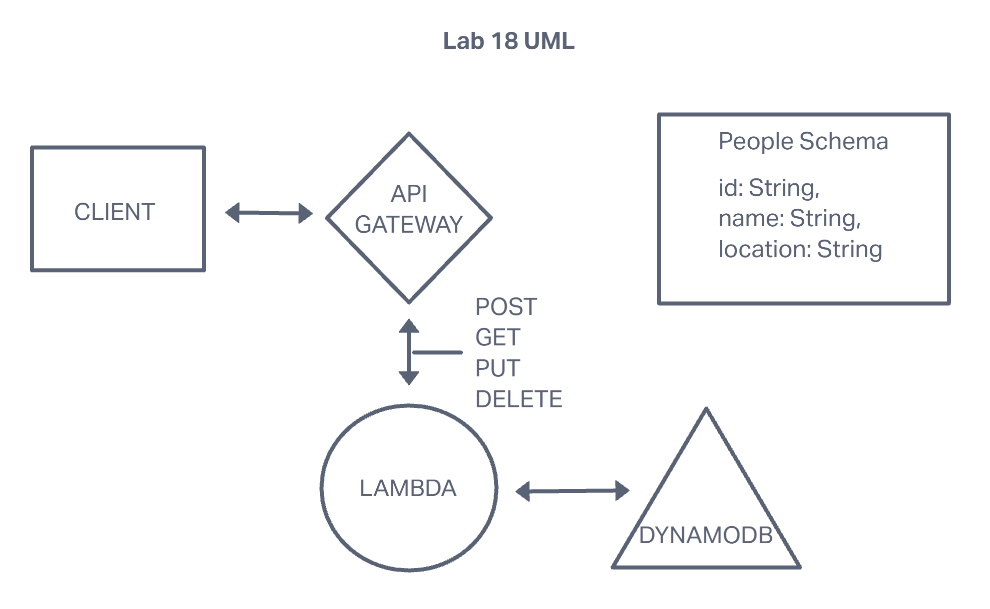 Lab 18 UML
CLIENT
API
GATEWAY
People Schema
id: String,
name: String,
location: String
POST
GET
PUT
DELETE
LAMBDA
DYNAMODB